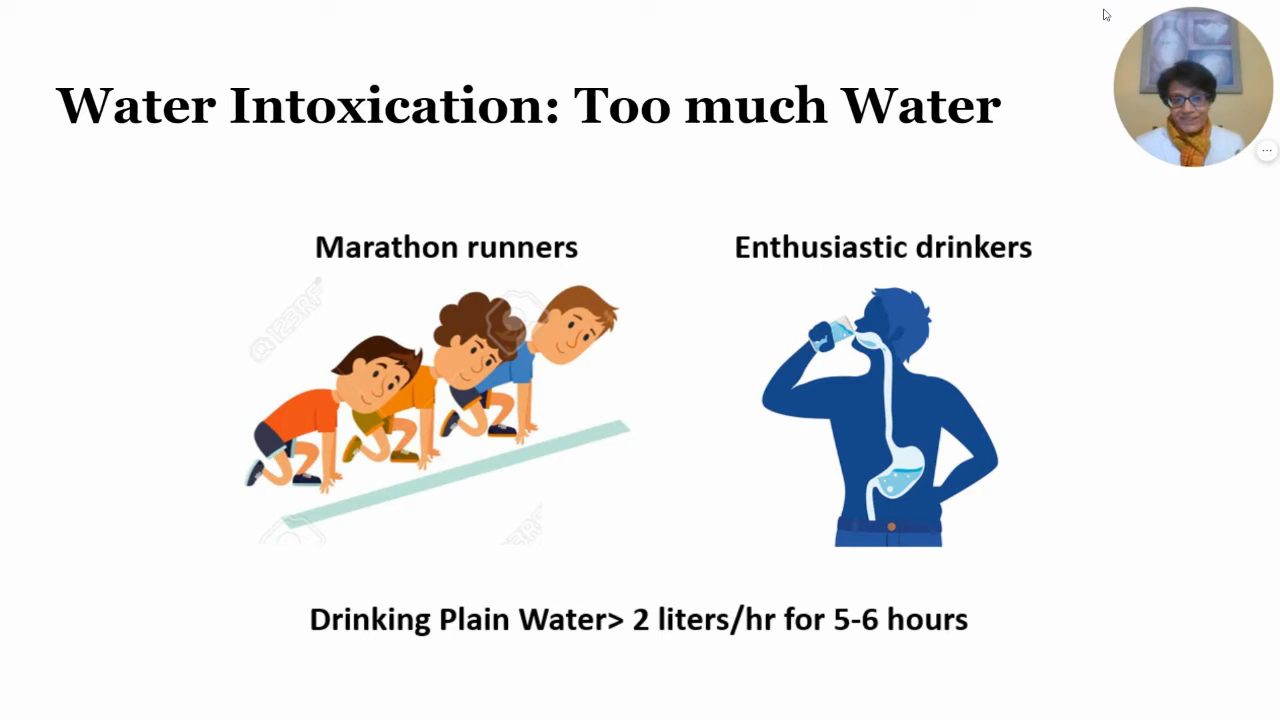 Water Intoxication: Too much Water
Marathon runners
Enthusiastic drinkers
123RF
Drinking Plain Water> 2 liters/hr for 5-6 hours